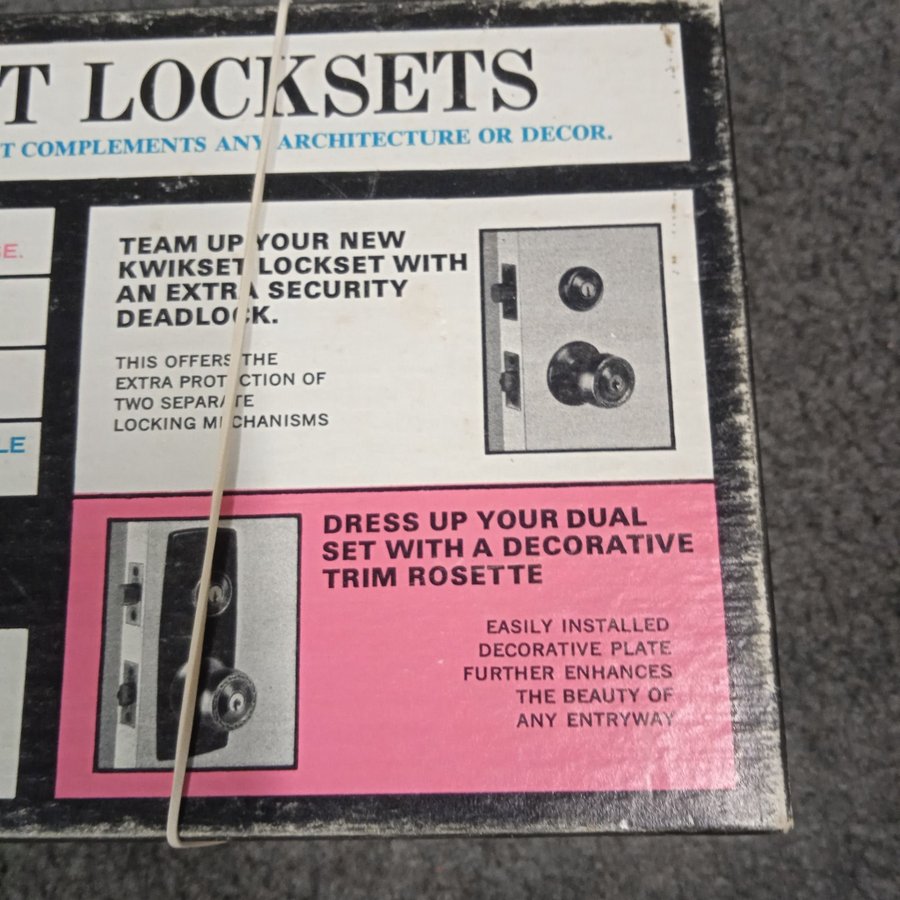 T LOCKSETS
T COMPLEMENTS ANY ARCHITECTURE OR DECOR.
SE.
LE
TEAM UP YOUR NEW
KWIKSET LOCKSET WITH
AN EXTRA SECURITY
DEADLOCK.
THIS OFFERS THE
EXTRA PROTECTION OF
TWO SEPARATE
LOCKING MECHANISMS
DRESS UP YOUR DUAL
SET WITH A DECORATIVE
TRIM ROSETTE
EASILY INSTALLED
DECORATIVE PLATE
FURTHER ENHANCES
THE BEAUTY OF
ANY ENTRYWAY